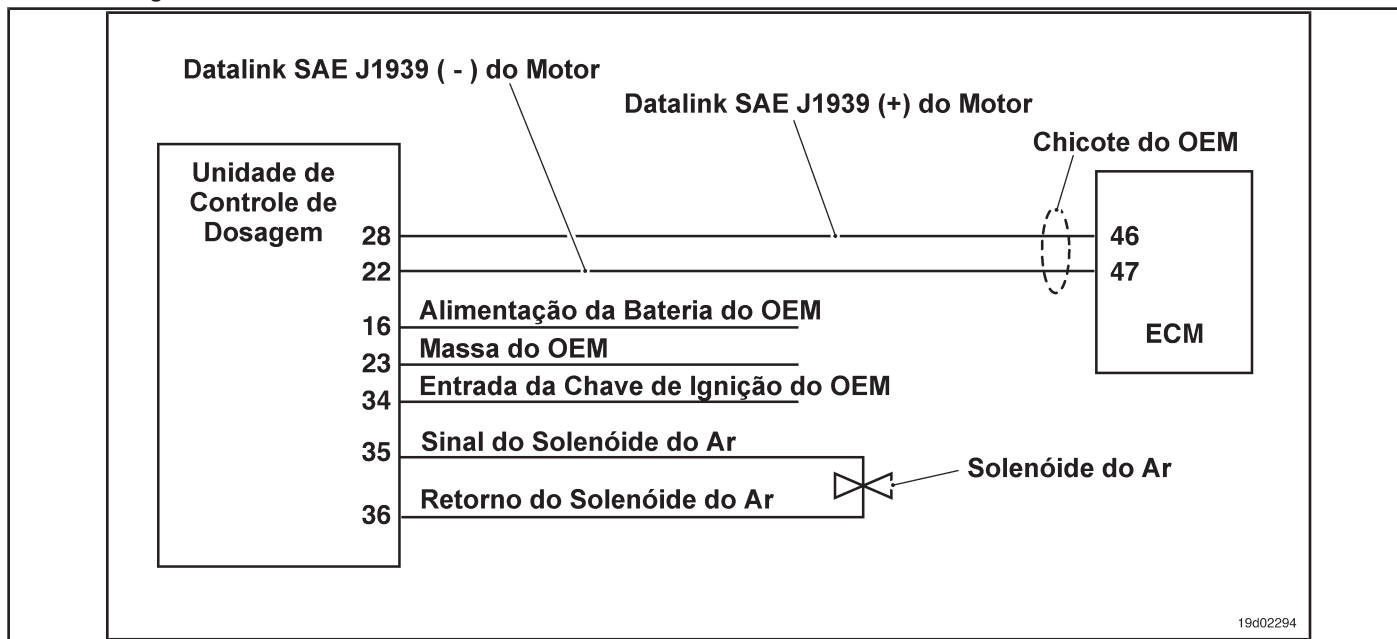 Datalink SAE J1939 ( - ) do Motor
Datalink SAE J1939 (+) do Motor
Chicote do OEM
Unidade de
Controle de
Dosagem
28
46
22
47
ECM
16
Alimentação da Bateria do OEM
23
Massa do OEM
34
Entrada da Chave de Ignição do OEM
35
Sinal do Solenóide do Ar
Solenóide do Ar
36
Retorno do Solenóide do Ar
19d02294